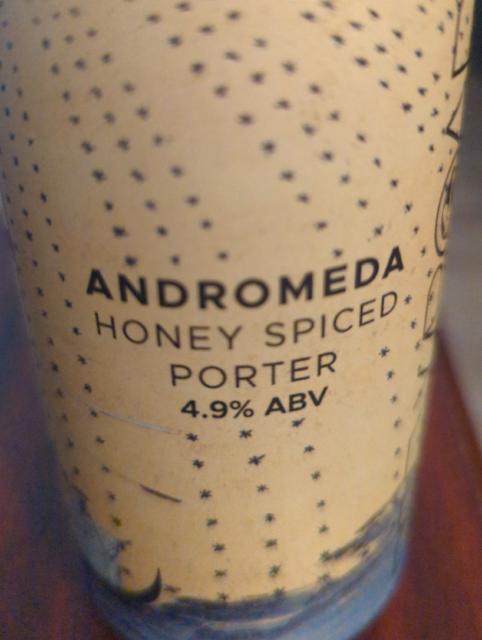 ANDROMEDA
HONEY SPICED
PORTER
4.9% ABV